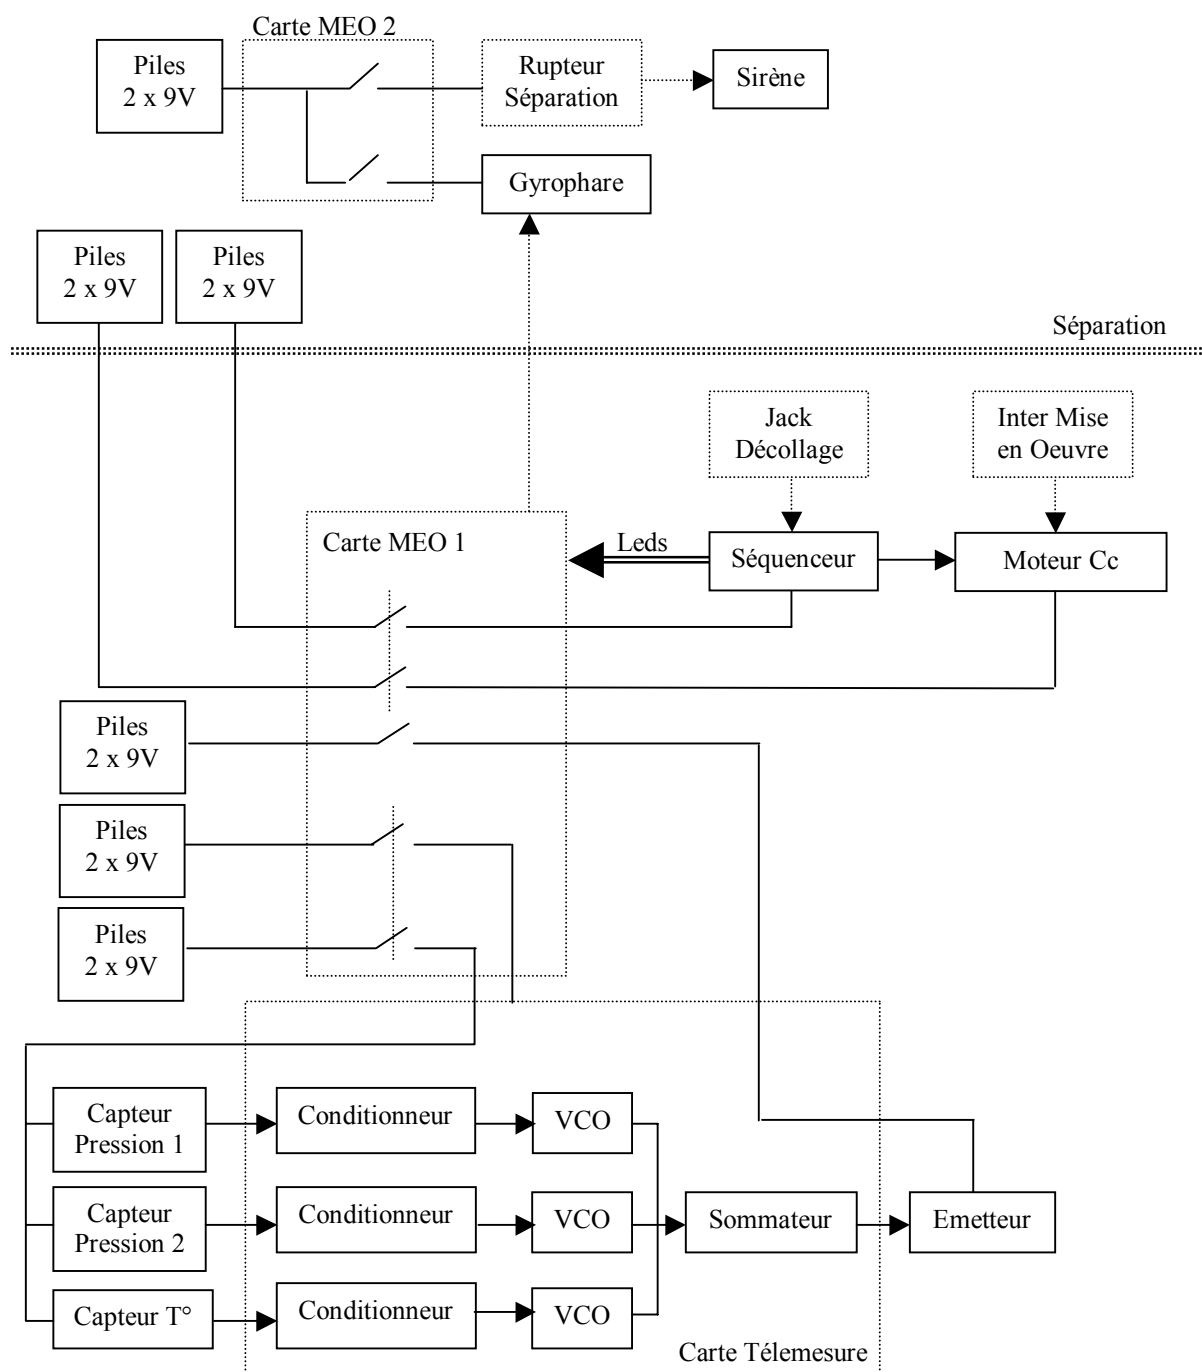 Carte MEO 2
Piles
2 x 9V
Rupteur
Séparation
Sirène
Gyrophare
Piles
2 x 9V
Piles
2 x 9V
Séparation
Jack
Décollage
Inter Mise
en Oeuvre
Carte MEO 1
Leds
Séquenceur
Moteur Cc
Piles
2 x 9V
Piles
2 x 9V
Piles
2 x 9V
Capteur
Pression 1
Conditionneur
VCO
Capteur
Pression 2
Conditionneur
VCO
Sommateur
Emetteur
Capteur T°
Conditionneur
VCO
Carte Télemesure